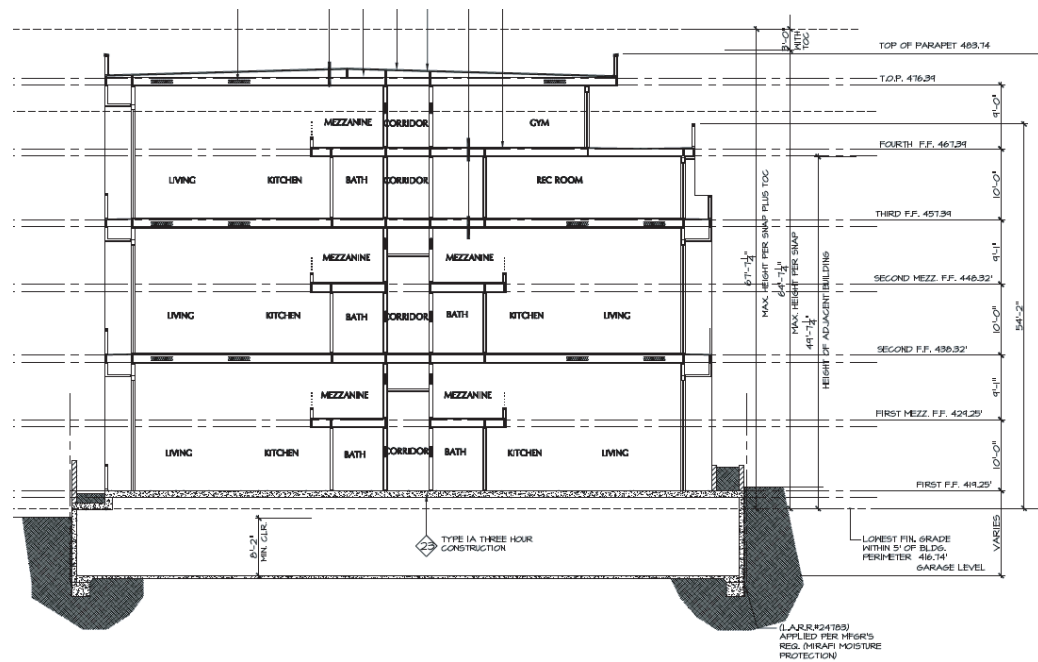 3'-0"
WITH
TOC
TOP OF PARAPET 483.74
T.O.P. 476.39
9'-0"
MEZZANINE CORRIDOR GYM
FOURTH F.F. 467.39
LIVING KITCHEN BATH CORRIDOR REC ROOM
10'-0"
THIRD F.F. 457.39
MEZZANINE MEZZANINE
9'-1"
67'-7 1/4"
MAX. HEIGHT PER SNAP PLUS TOC
64'-7 1/4"
MAX. HEIGHT PER SNAP
49'-7 1/4"
HEIGHT OF ADJACENT BUILDING
SECOND MEZZ. F.F. 448.32'
54'-2"
LIVING KITCHEN BATH CORRIDOR BATH KITCHEN LIVING
10'-0"
SECOND F.F. 438.32'
MEZZANINE MEZZANINE
9'-1"
FIRST MEZZ. F.F. 429.25'
LIVING KITCHEN BATH CORRIDOR BATH KITCHEN LIVING
10'-0"
FIRST F.F. 419.25'
8'-2"
MIN. CLR.
23
TYPE IA THREE HOUR
CONSTRUCTION
LOWEST FIN. GRADE
WITHIN 5' OF BLDG.
PERIMETER 416.74'
VARIES
GARAGE LEVEL
(L.A.R.R.#24783)
APPLIED PER MFGR'S
REQ. (MIRAFI MOISTURE
PROTECTION)